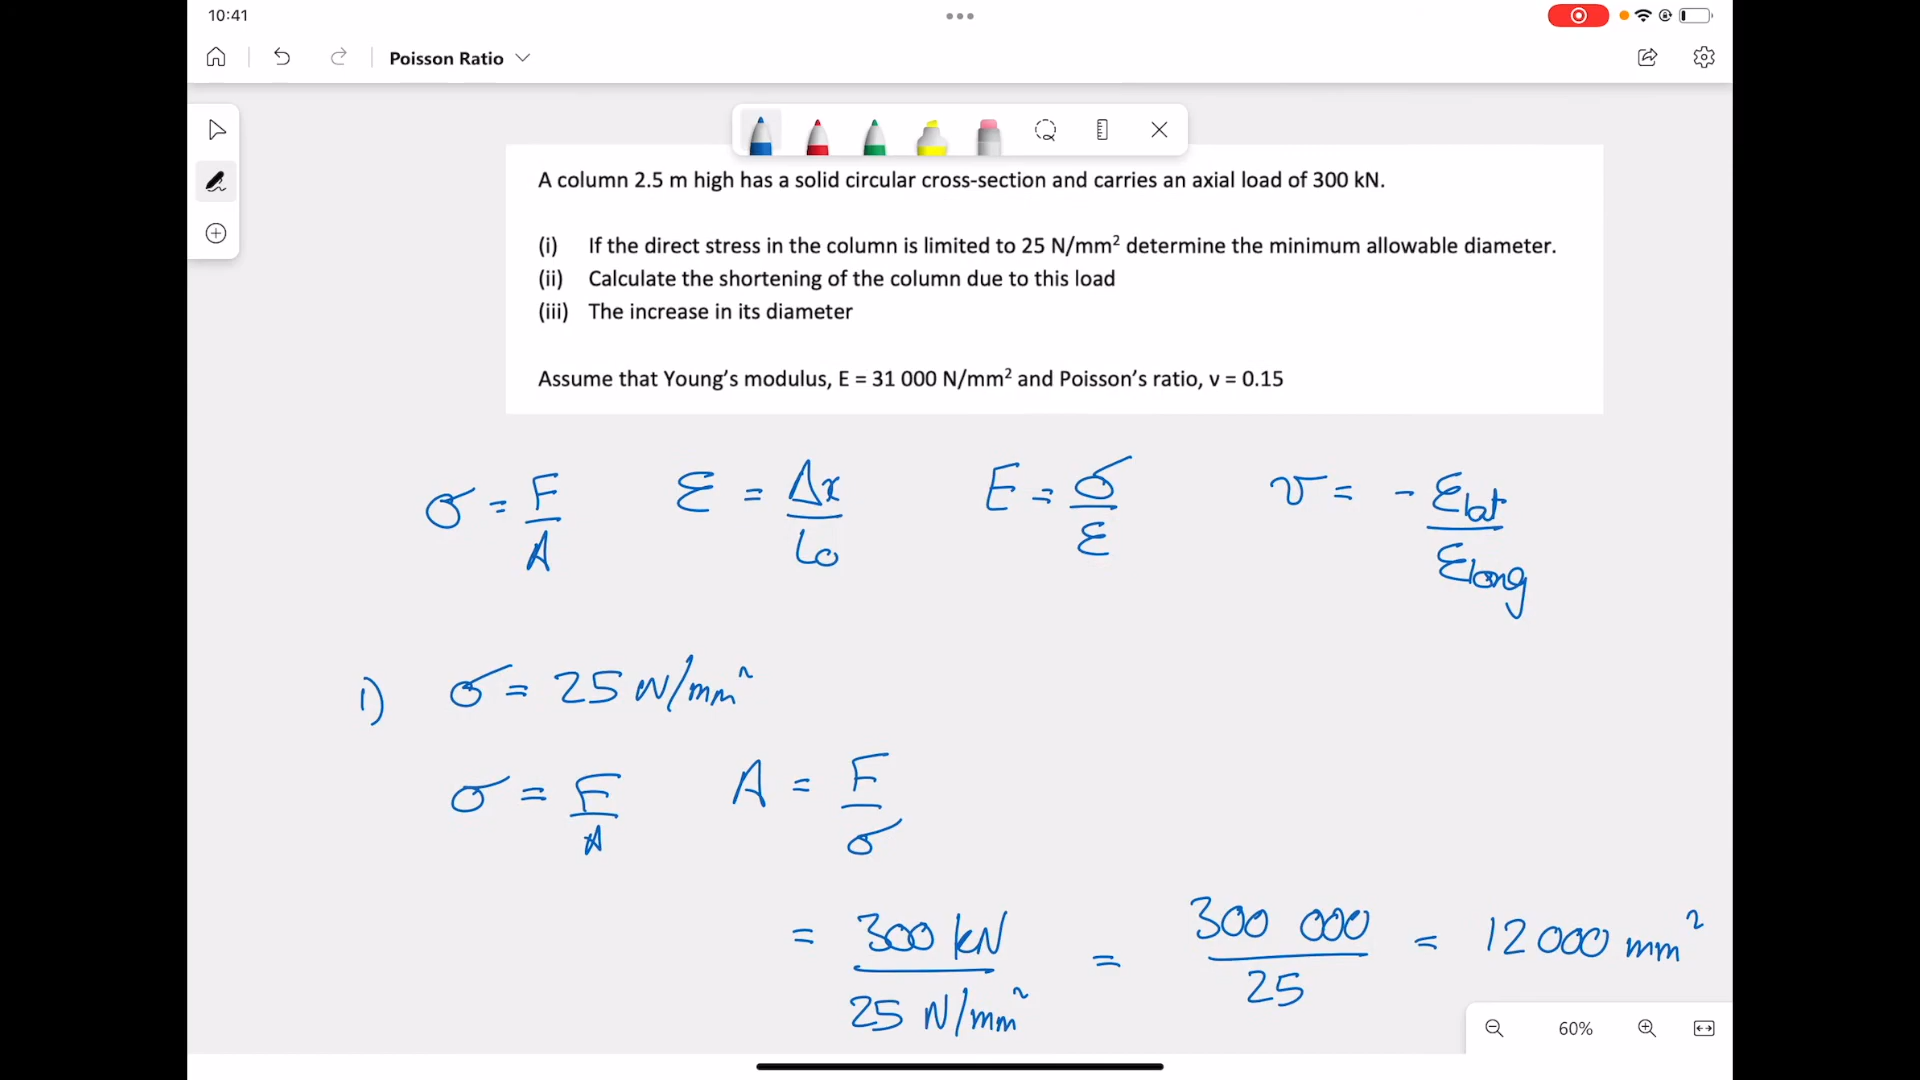 10:41
Poisson Ratio
A column 2.5 m high has a solid circular cross-section and carries an axial load of 300 kN.
(i) If the direct stress in the column is limited to 25 N/mm² determine the minimum allowable diameter.
(ii) Calculate the shortening of the column due to this load
(iii) The increase in its diameter
Assume that Young's modulus, E = 31 000 N/mm² and Poisson's ratio, v = 0.15
σ = F/A ε = Δx/Lo E = σ/ε ν = - εlat/εlong
1) σ = 25 N/mm²
σ = F/A A = F/σ
= 300 kN/25 N/mm² = 300 000/25 = 12 000 mm²
60%